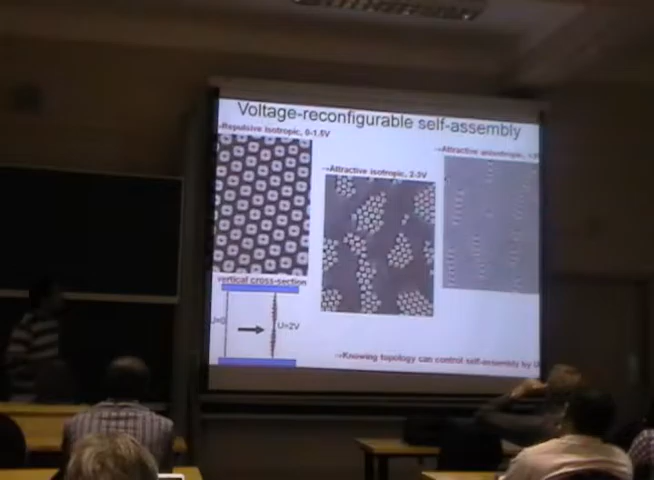 Voltage-reconfigurable self-assembly
→Repulsive isotropic, 0-1.5V
→Attractive anisotropic,
→Attractive isotropic, 2-3V
vertical cross-section
U=2V
→Knowing topology can control self-assembly by